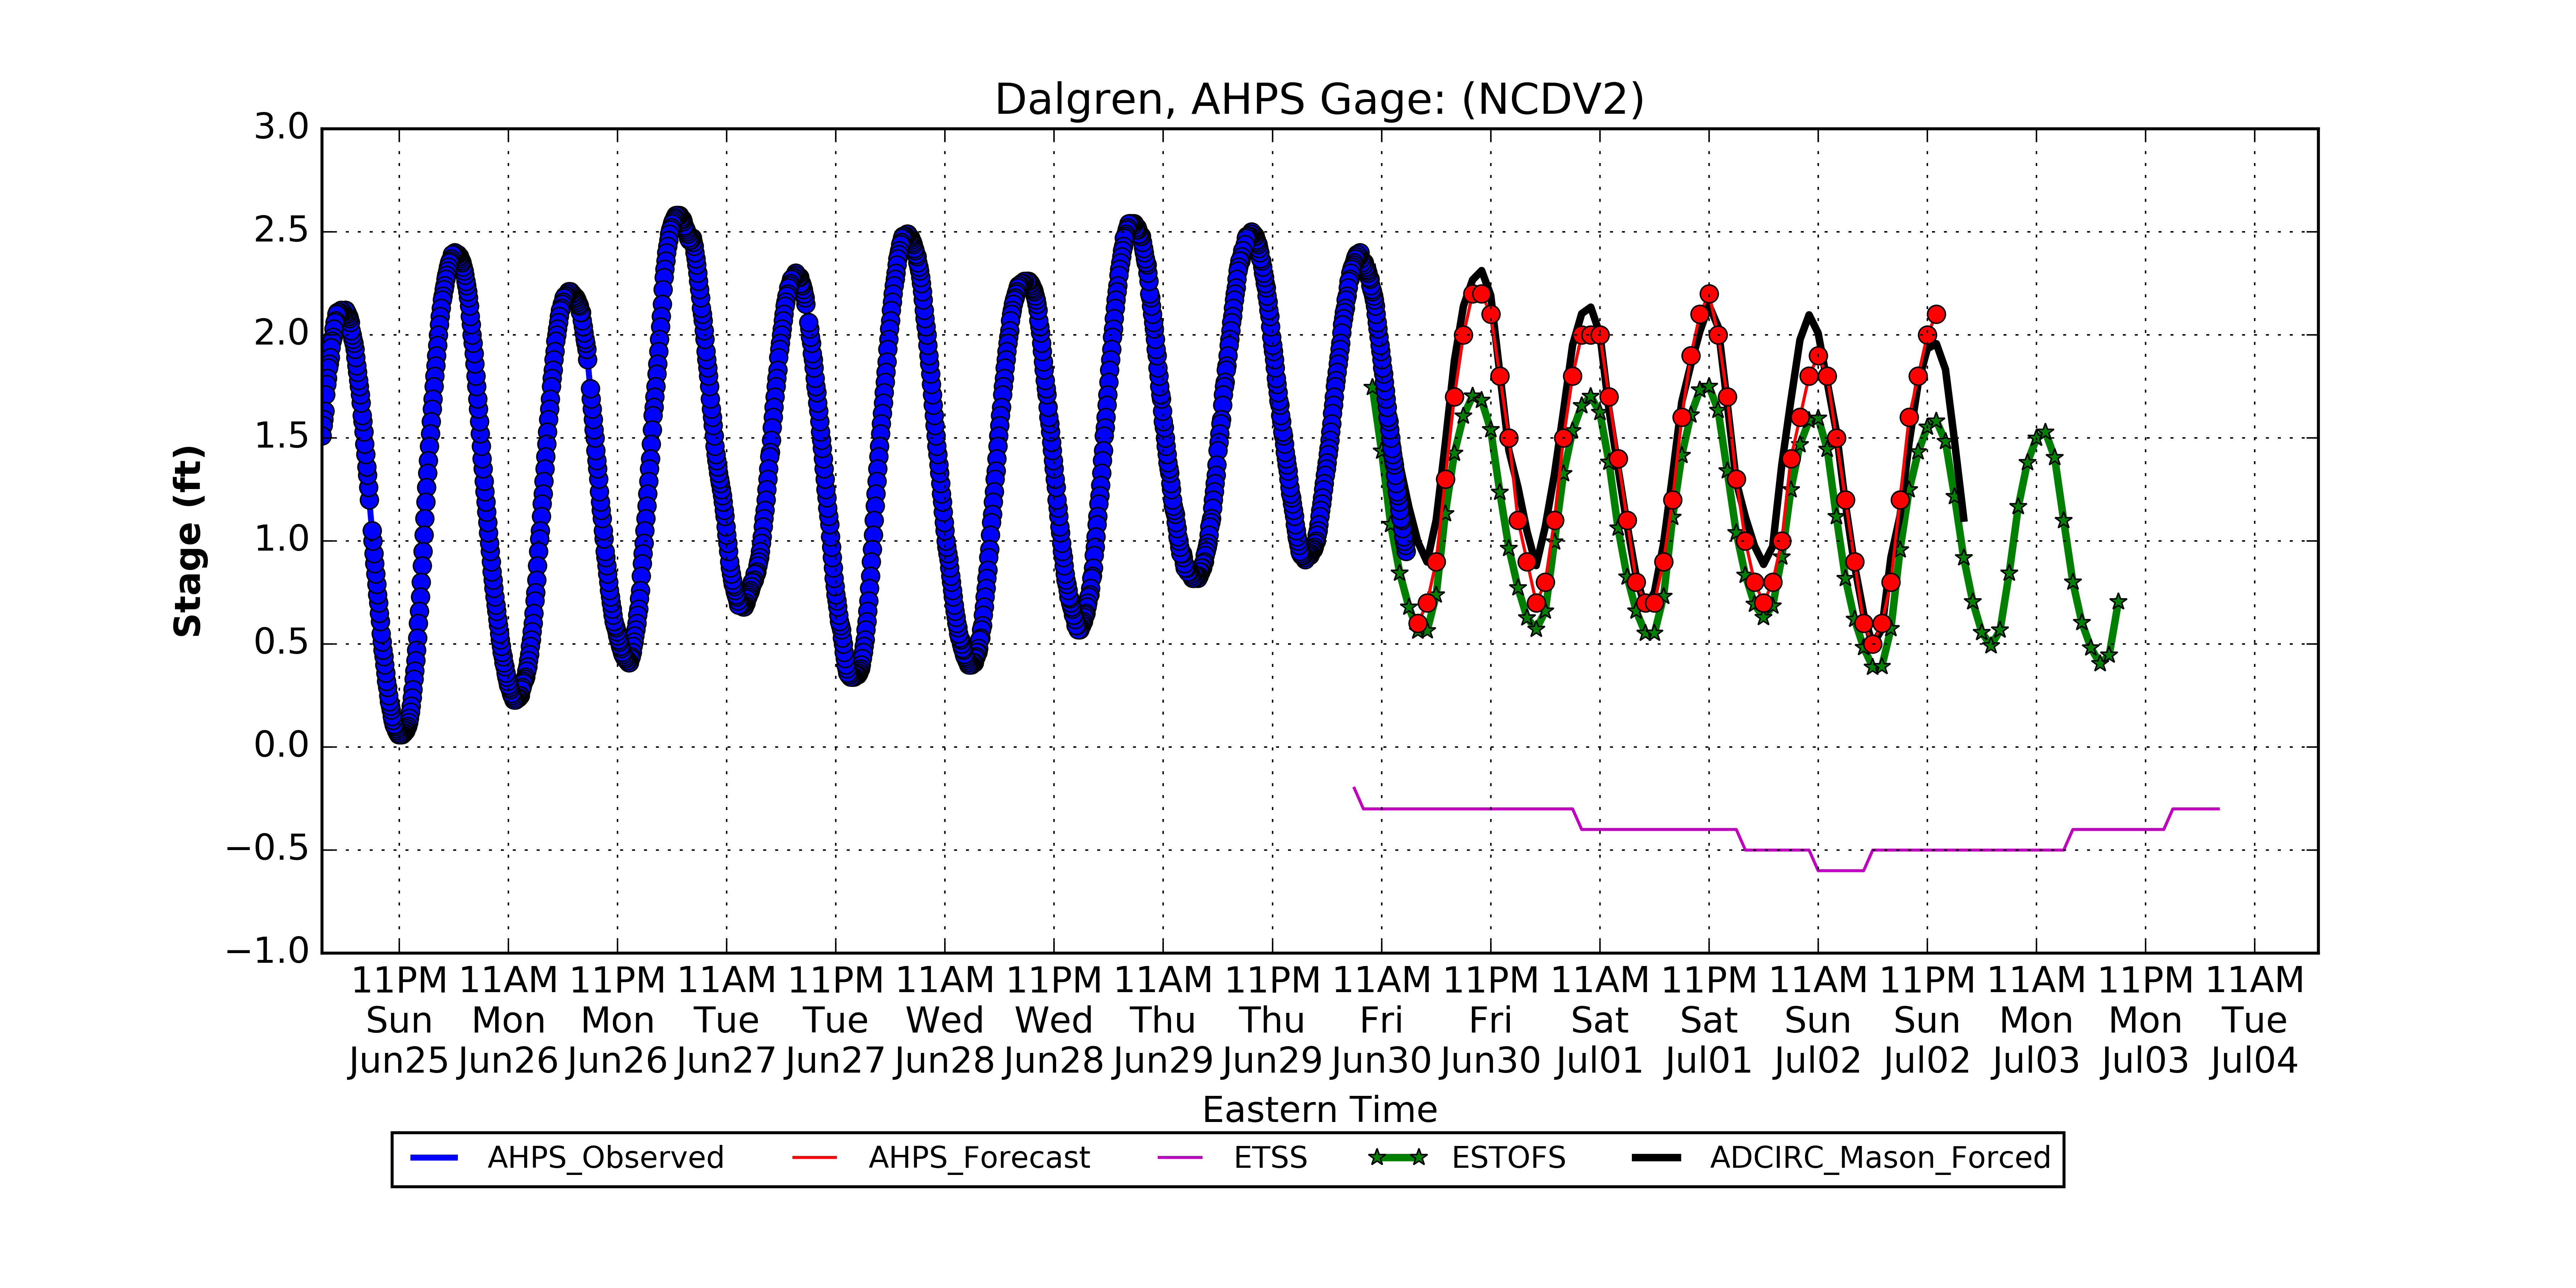 Dalgren, AHPS Gage: (NCDV2)
3.0
2.5
2.0
1.5
1.0
0.5
0.0
−0.5
−1.0
Stage (ft)
11PM 11AM 11PM 11AM 11PM 11AM 11PM 11AM 11PM 11AM 11PM 11AM 11PM 11AM 11PM 11AM 11PM 11AM
Sun Mon Mon Tue Tue Wed Wed Thu Thu Fri Fri Sat Sat Sun Sun Mon Mon Tue
Jun25 Jun26 Jun26 Jun27 Jun27 Jun28 Jun28 Jun29 Jun29 Jun30 Jun30 Jul01 Jul01 Jul02 Jul02 Jul03 Jul03 Jul04
Eastern Time
AHPS_Observed AHPS_Forecast ETSS ESTOFS ADCIRC_Mason_Forced